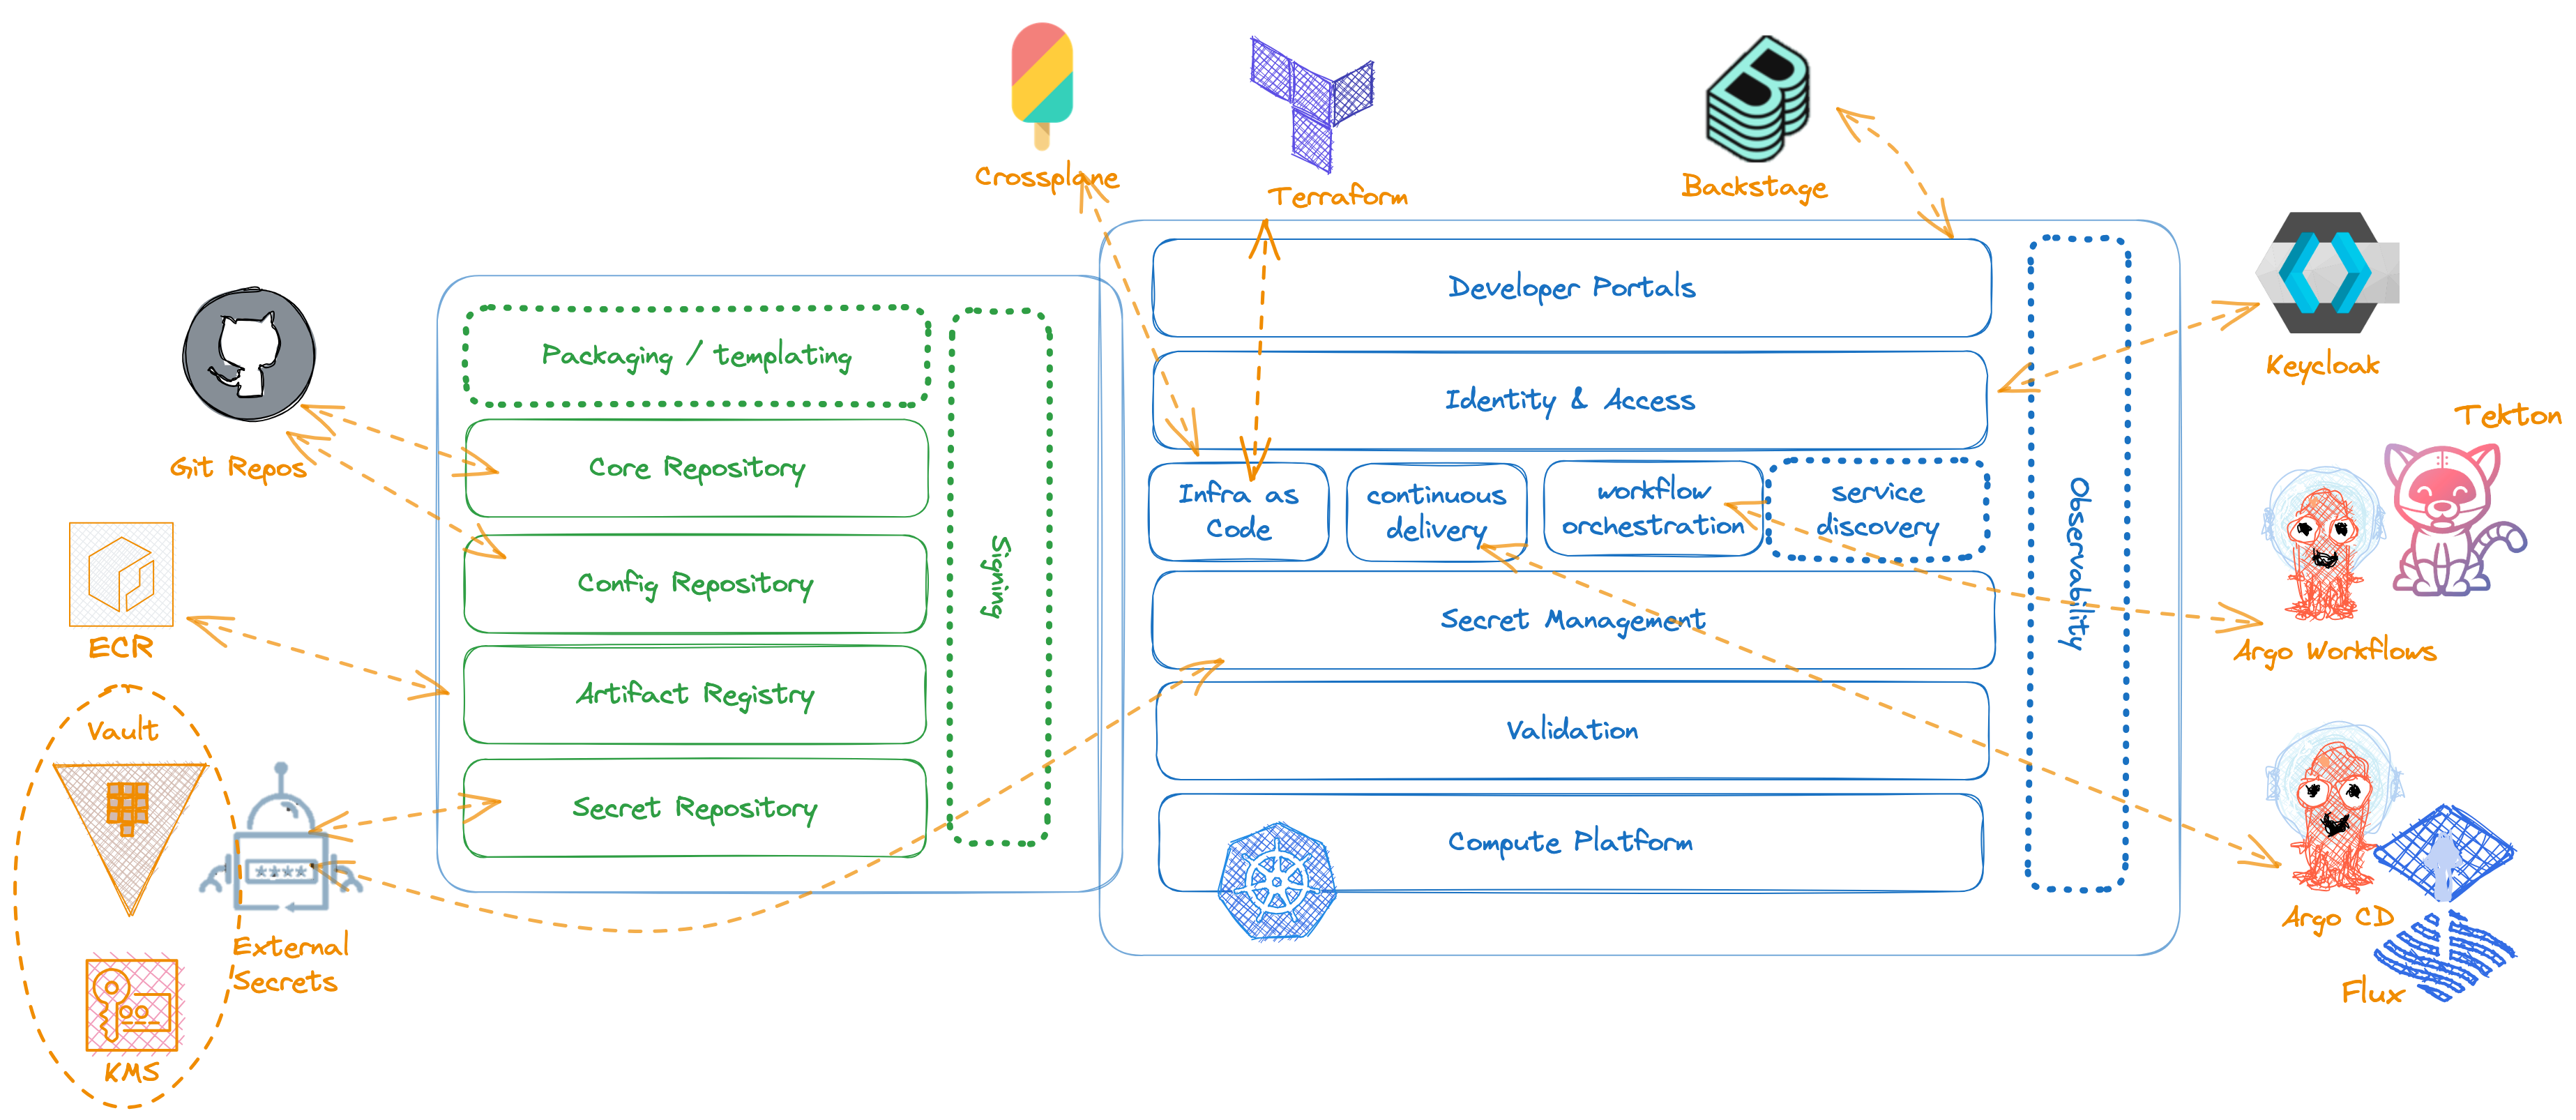 Crossplane
Terraform
Backstage
Git Repos
ECR
Vault
KMS
External
Secrets
****
Packaging / templating
Core Repository
Config Repository
Artifact Registry
Secret Repository
Signing
Developer Portals
Identity & Access
Infra as
Code
continuous
delivery
workflow
orchestration
service
discovery
Secret Management
Validation
Compute Platform
Observability
Keycloak
Tekton
Argo Workflows
Argo CD
Flux